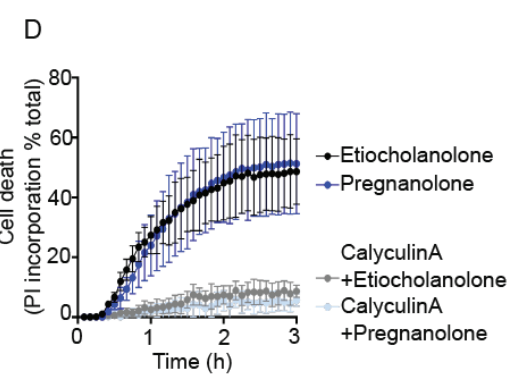 D
Cell death
(PI incorporation % total)
80
60
40
20
0
0
1
2
3
Time (h)
Etiocholanolone
Pregnanolone
CalyculinA
+Etiocholanolone
CalyculinA
+Pregnanolone